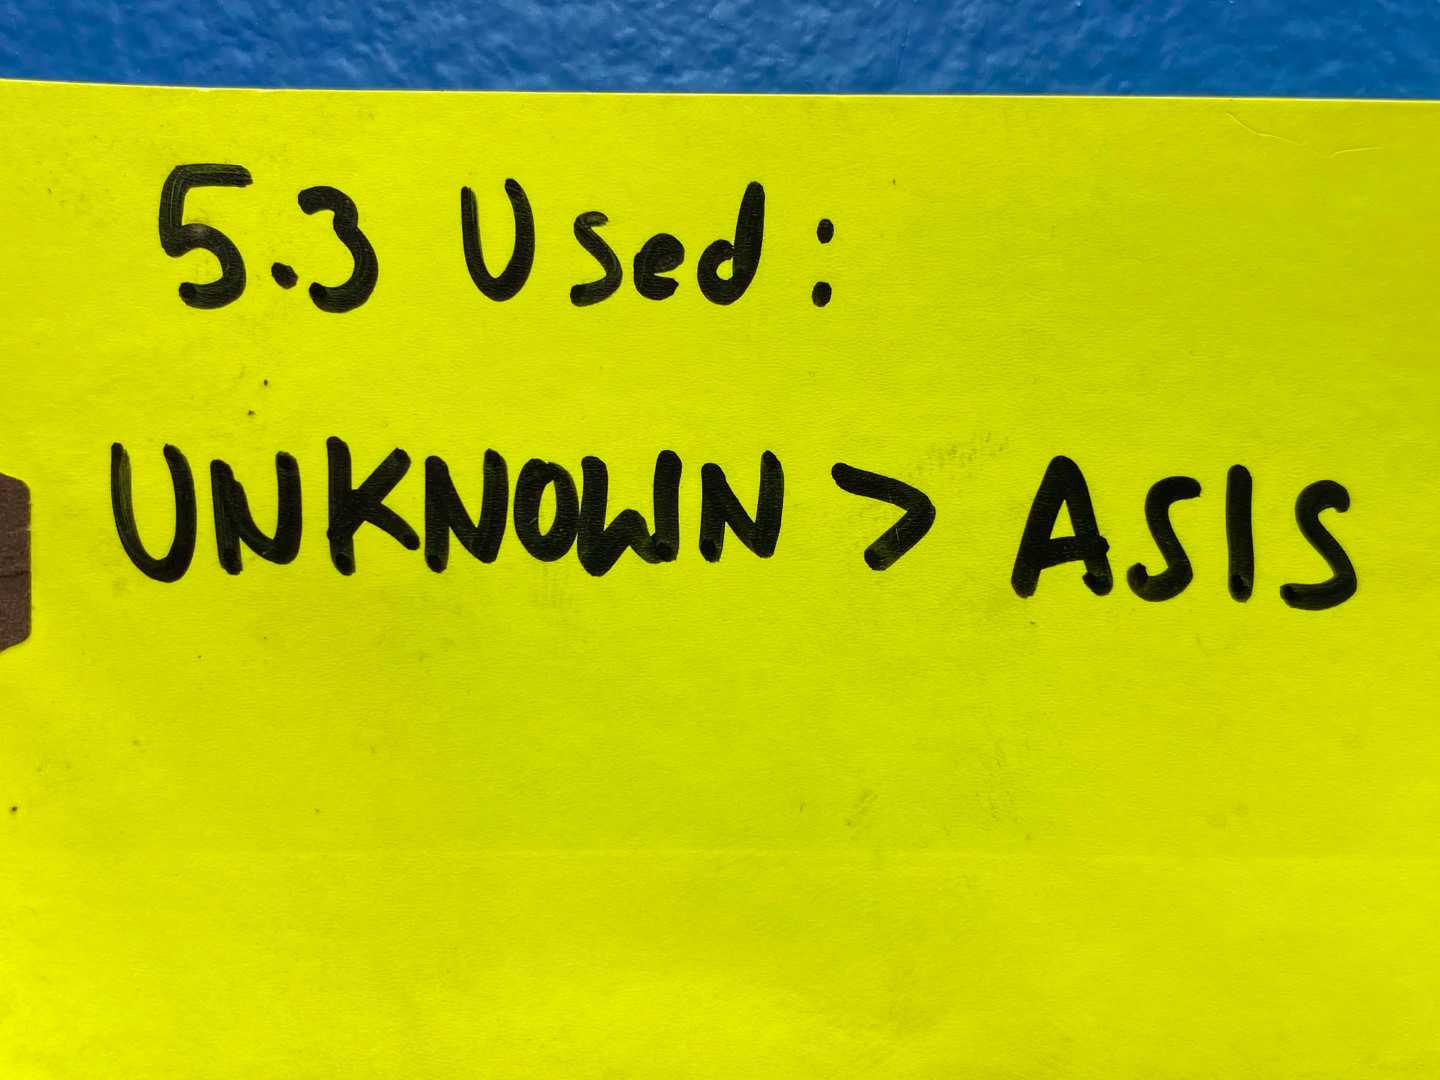 5.3 Used:
UNKNOWN > ASIS